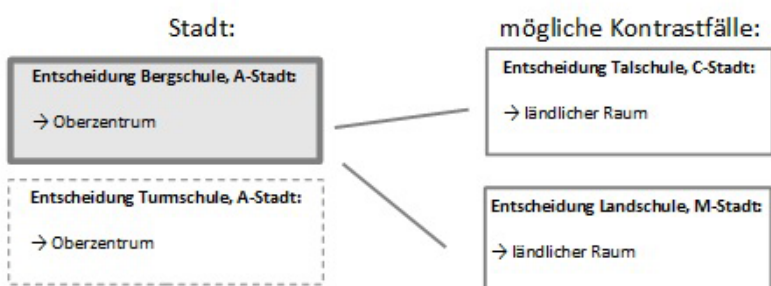 Stadt:
Entscheidung Bergschule, A-Stadt:
→ Oberzentrum
Entscheidung Turmschule, A-Stadt:
→ Oberzentrum
mögliche Kontrastfälle:
Entscheidung Talschule, C-Stadt:
→ ländlicher Raum
Entscheidung Landschule, M-Stadt:
→ ländlicher Raum